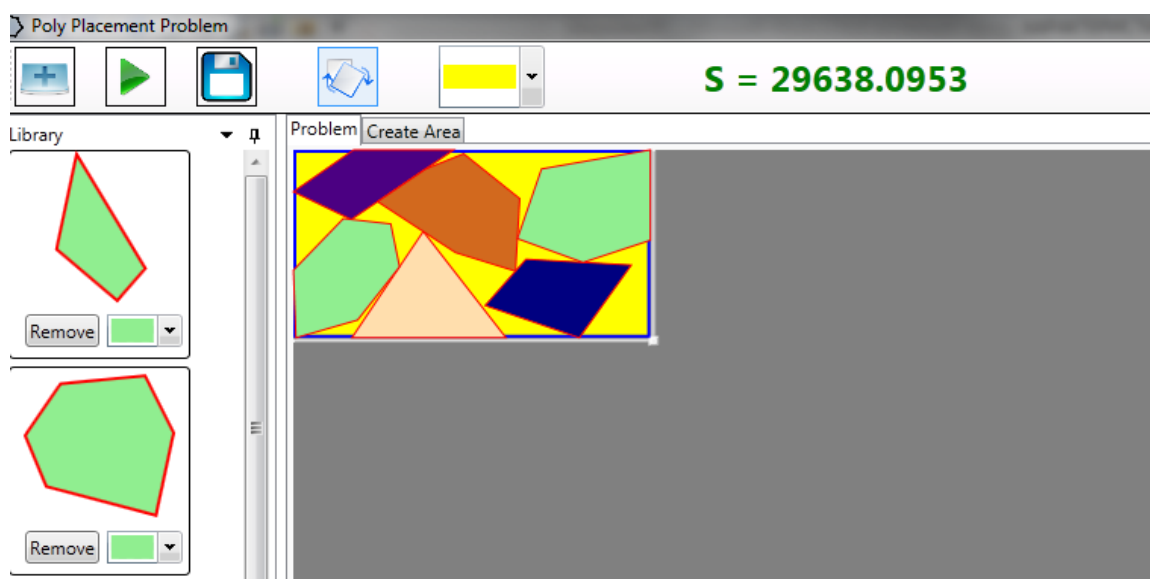 Poly Placement Problem
S = 29638.0953
Library
Problem Create Area
Remove
Remove